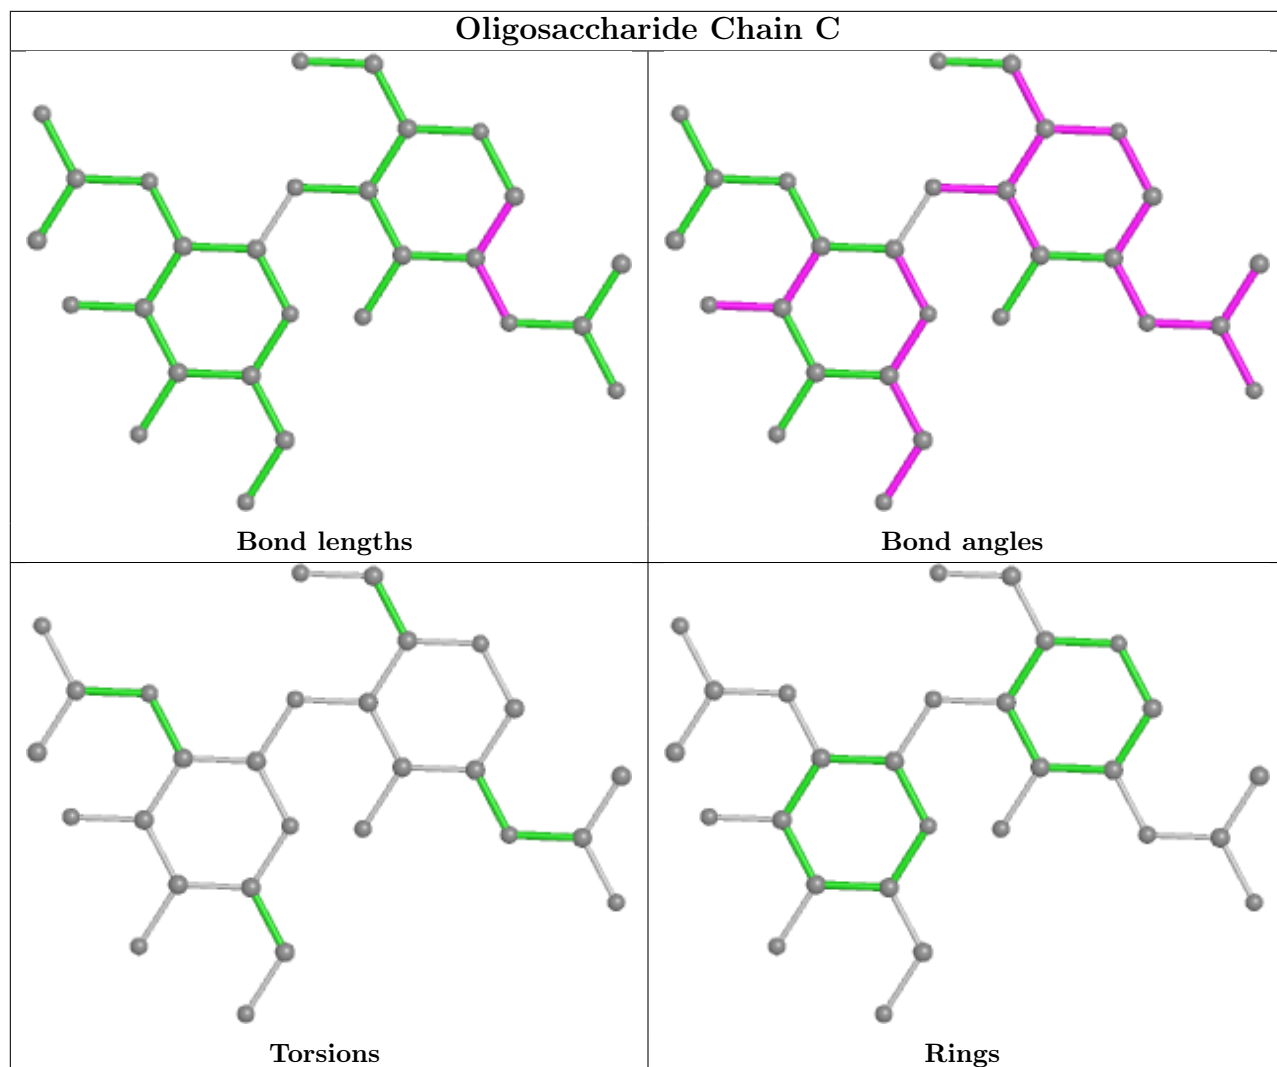 Oligosaccharide Chain C
Bond lengths
Bond angles
Torsions
Rings